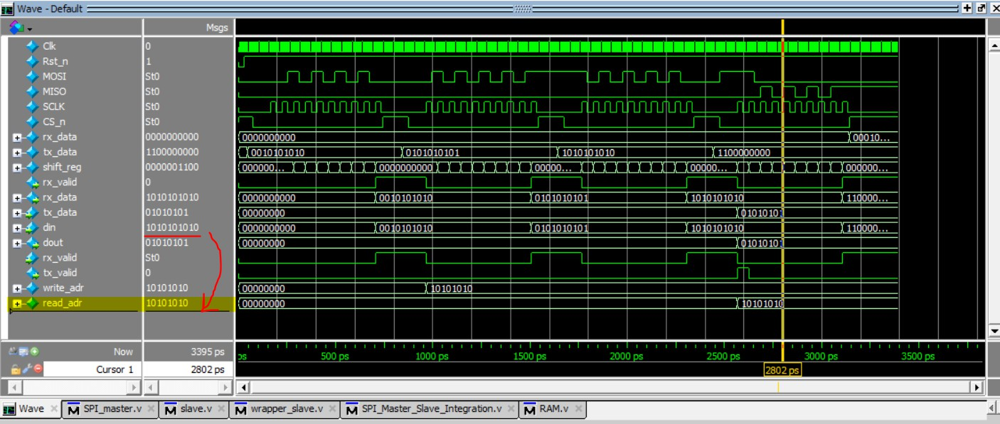 Wave - Default
Msgs
Clk 0
Rst_n 1
MOSI St0
MISO St0
SCLK St0
CS_n St0
rx_data 0000000000 0000000000 00010...
tx_data 1100000000 0010101010 0101010101 1010101010 1100000000
shift_reg 0000001100 000000... 0000000000 00000... 00000... 000000...
rx_valid 0
rx_data 1010101010 0000000000 0010101010 0101010101 1010101010 110000...
tx_data 01010101 00000000 01010101
din 1010101010 0000000000 0010101010 0101010101 1010101010 110000...
dout 01010101 00000000 01010101
rx_valid St0
tx_valid 0
write_adr 10101010 00000000 10101010
read_adr 10101010 00000000 10101010
Now 3395 ps ps 500 ps 1000 ps 1500 ps 2000 ps 2500 ps 3000 ps 3500 ps
Cursor 1 2802 ps 2802 ps
Wave SPI_master.v slave.v wrapper_slave.v SPI_Master_Slave_Integration.v RAM.v